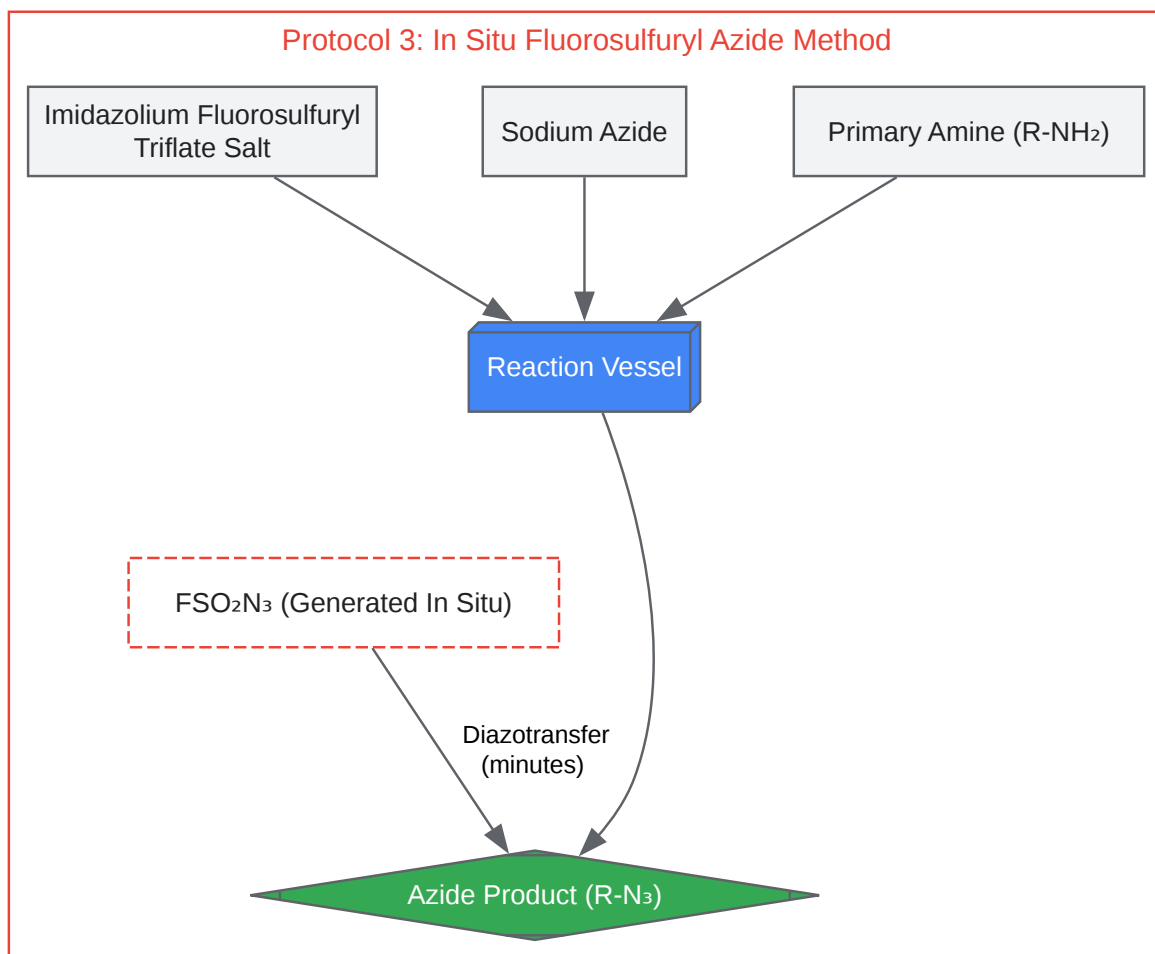 Protocol 3: In Situ Fluorosulfuryl Azide Method
Imidazolium Fluorosulfuryl
Triflate Salt
Sodium Azide
Primary Amine (R-NH₂)
Reaction Vessel
FSO₂N₃ (Generated In Situ)
Diazotransfer
(minutes)
Azide Product (R-N₃)